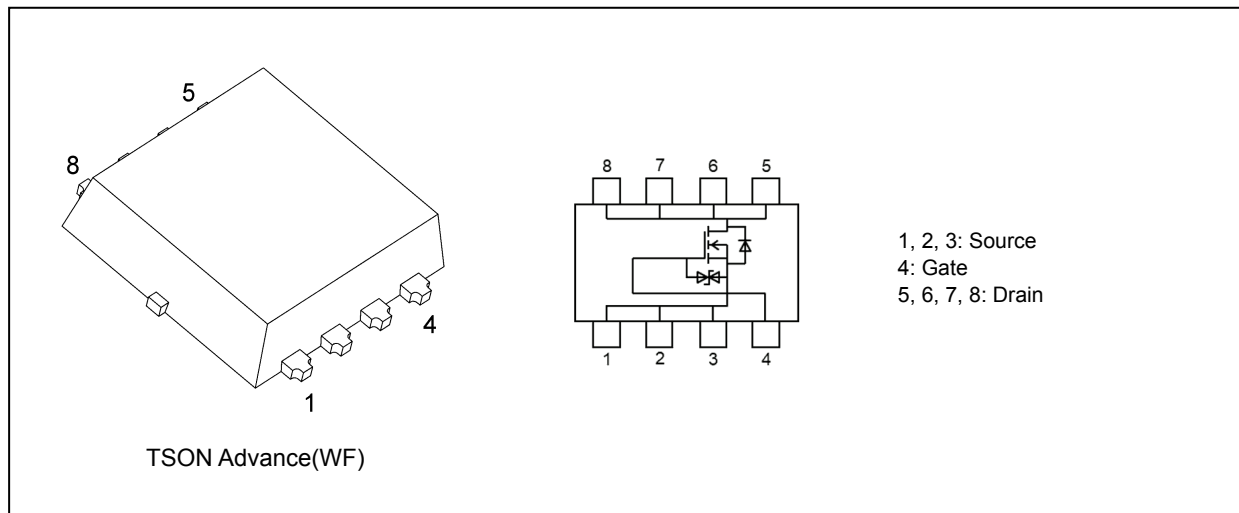 5
8
4
1
TSON Advance(WF)
8 7 6 5
1 2 3 4
1, 2, 3: Source
4: Gate
5, 6, 7, 8: Drain